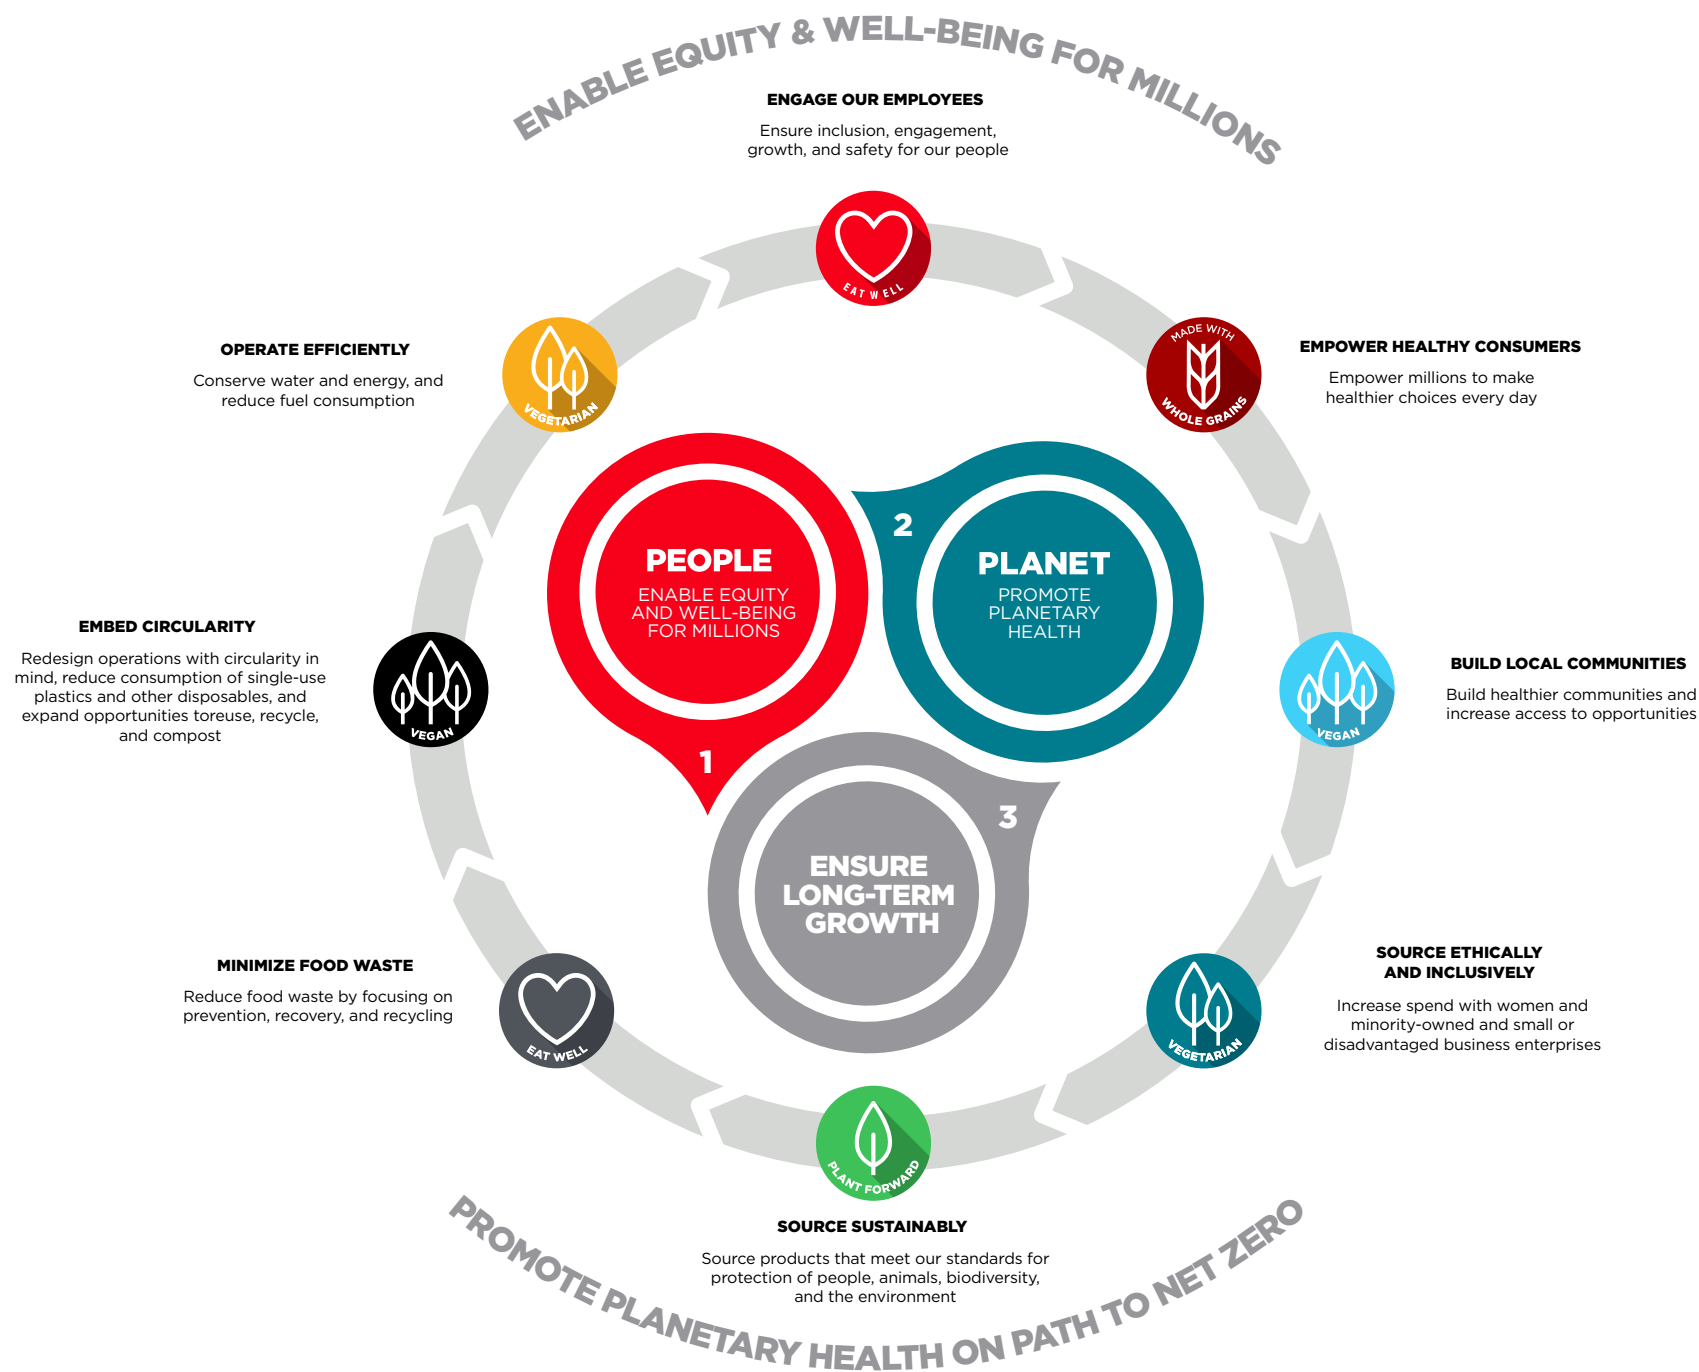 ENABLE EQUITY & WELL-BEING FOR MILLIONS
ENGAGE OUR EMPLOYEES
Ensure inclusion, engagement,
growth, and safety for our people
EAT WELL
MADE WITH
WHOLE GRAINS
EMPOWER HEALTHY CONSUMERS
Empower millions to make
healthier choices every day
VEGAN
BUILD LOCAL COMMUNITIES
Build healthier communities and
increase access to opportunities
VEGETARIAN
SOURCE ETHICALLY
AND INCLUSIVELY
Increase spend with women and
minority-owned and small or
disadvantaged business enterprises
PLANT FORWARD
SOURCE SUSTAINABLY
Source products that meet our standards for
protection of people, animals, biodiversity,
and the environment
EAT WELL
MINIMIZE FOOD WASTE
Reduce food waste by focusing on
prevention, recovery, and recycling
VEGAN
EMBED CIRCULARITY
Redesign operations with circularity in
mind, reduce consumption of single-use
plastics and other disposables, and
expand opportunities toreuse, recycle,
and compost
VEGETARIAN
OPERATE EFFICIENTLY
Conserve water and energy, and
reduce fuel consumption
PEOPLE
ENABLE EQUITY
AND WELL-BEING
FOR MILLIONS
1
2
PLANET
PROMOTE
PLANETARY
HEALTH
3
ENSURE
LONG-TERM
GROWTH
PROMOTE PLANETARY HEALTH ON PATH TO NET ZERO